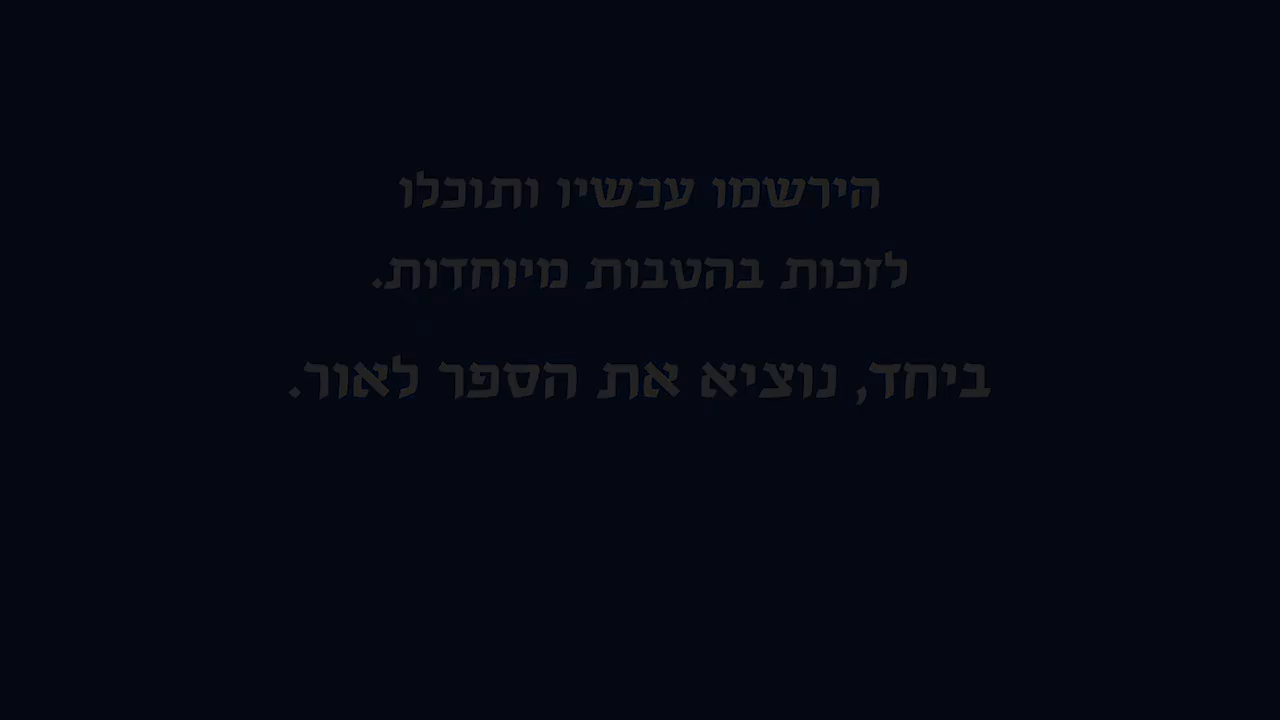 הירשמו עכשיו ותוכלו
לזכות בהטבות מיוחדות.
ביחד, נוציא את הספר לאור.